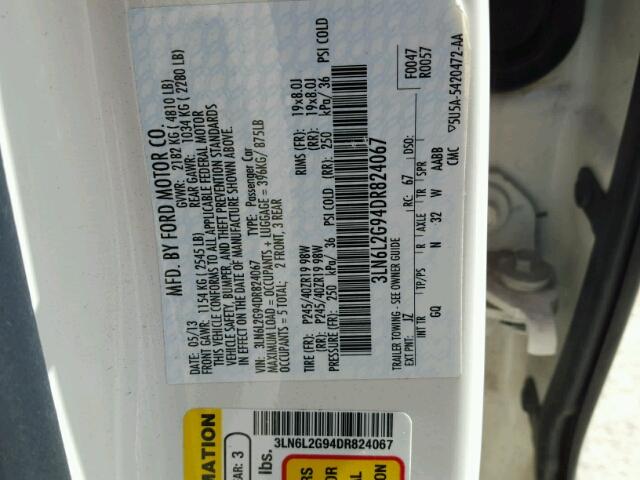 MFD. BY FORD MOTOR CO.
DATE: 05/13 GVWR: 2182 KG ( 4810 LB)
FRONT GAWR: 1154 KG ( 2545 LB) REAR GAWR: 1034 KG ( 2280 LB)
THIS VEHICLE CONFORMS TO ALL APPLICABLE FEDERAL MOTOR
VEHICLE SAFETY, BUMPER, AND THEFT PREVENTION STANDARDS
IN EFFECT ON THE DATE OF MANUFACTURE SHOWN ABOVE.
VIN: 3LN6L2G94DR824067 TYPE: Passenger Car
MAXIMUM LOAD = OCCUPANTS + LUGGAGE = 396KG/ 875LB
OCCUPANTS = 5 TOTAL: 2 FRONT, 3 REAR
TIRE (FR): P245/40ZR19 98W RIMS (FR): 19x8.0J
(RR): P245/40ZR19 98W (RR): 19x8.0J
PSI (FR): 250 kPa/ 36 PSI COLD (RR): 250 kPa/ 36 PSI COLD
3LN6L2G94DR824067
F0047
R0057
TRAILER TOWING - SEE OWNER GUIDE
EXT PNT: RC: 67 DSO:
INT TR TP/PS R AXLE TR SPR
GQ N 32 W AABB
CMC
5U5A-5420472-AA
MATION
3LN6L2G94DR824067
AR: 3
lbs.